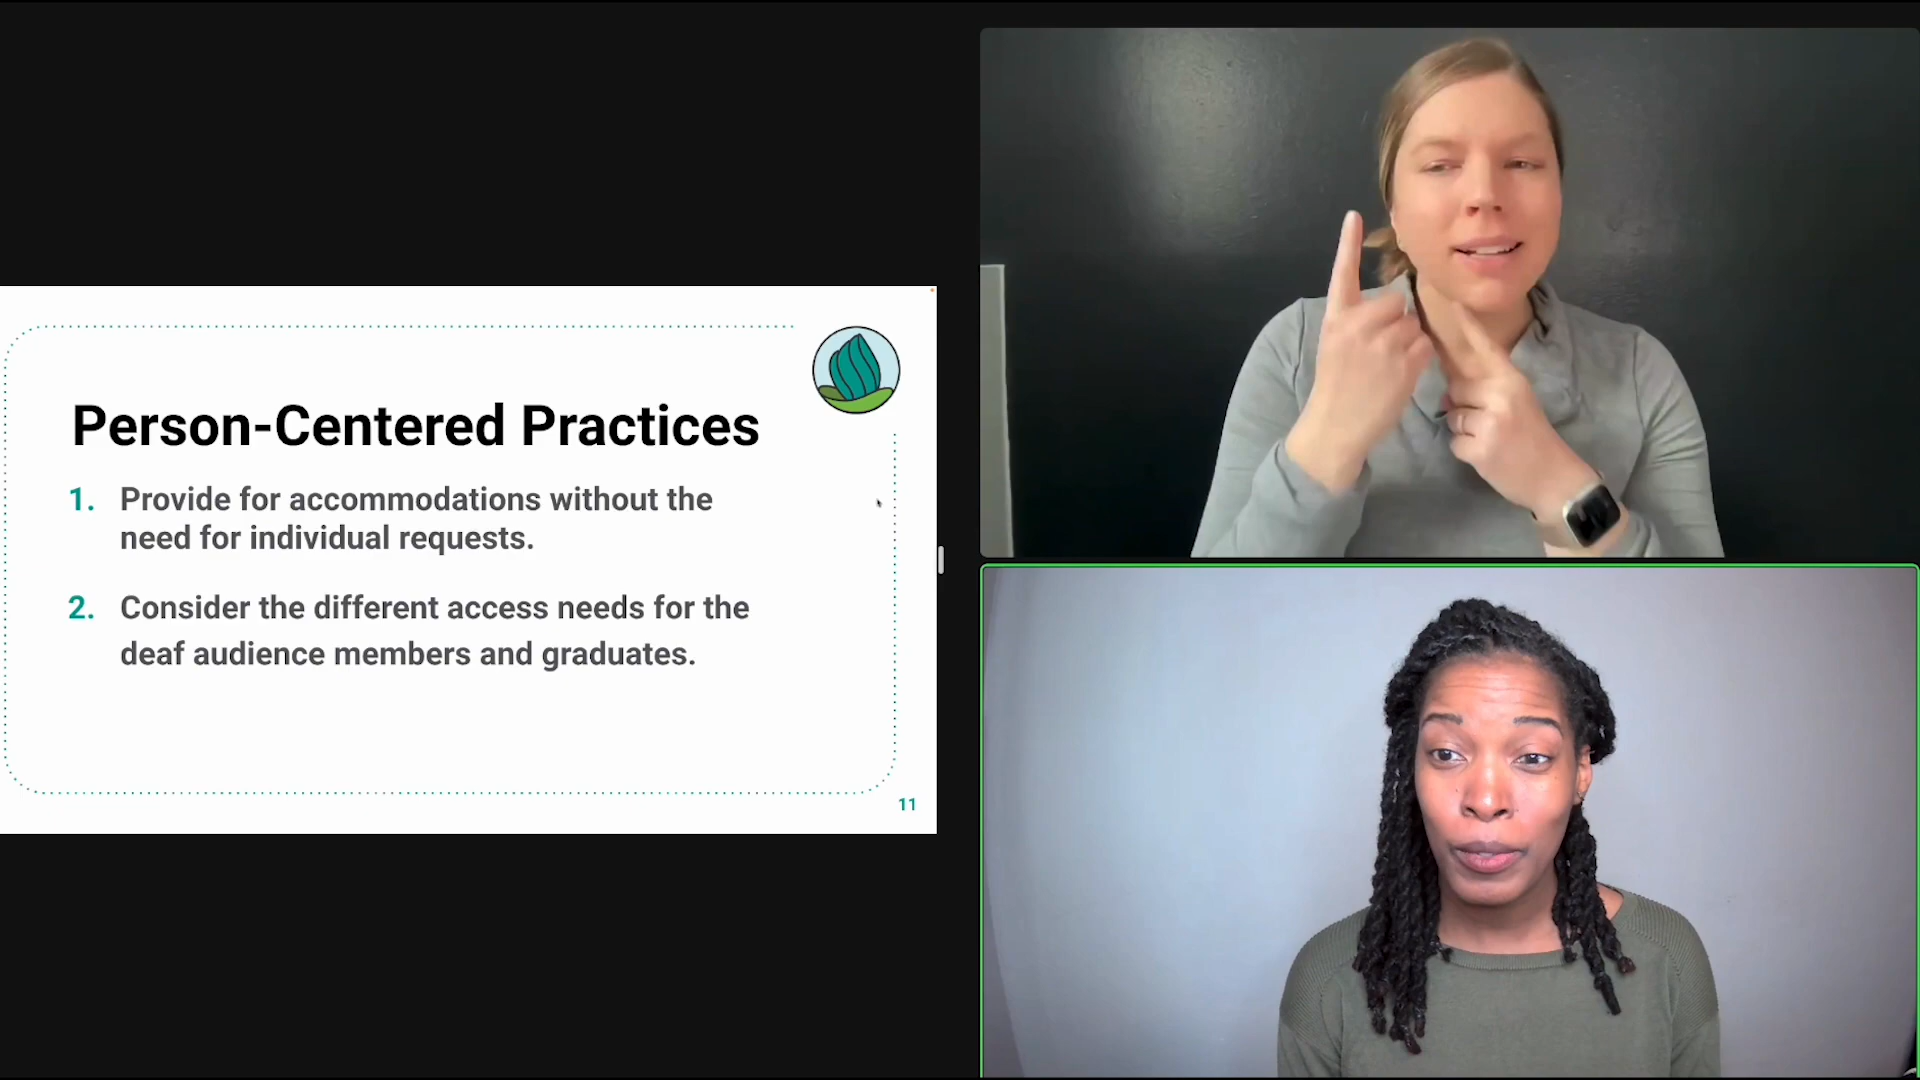 Person-Centered Practices
1. Provide for accommodations without the
need for individual requests.
2. Consider the different access needs for the
deaf audience members and graduates.
11